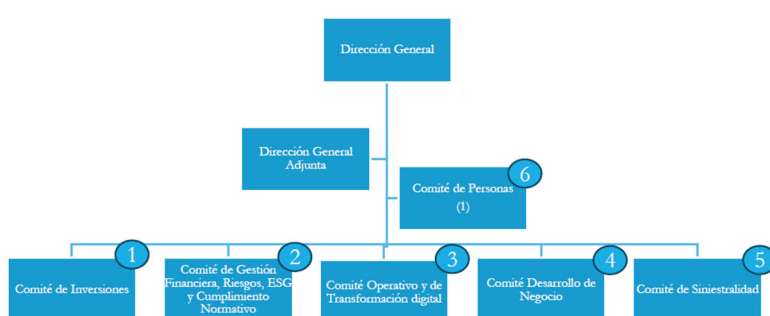 Dirección General
Dirección General
Adjunta
6
Comité de Personas
(1)
1
Comité de Inversiones
2
Comité de Gestión
Financiera, Riesgos, ESG
y Cumplimiento
Normativo
3
Comité Operativo y de
Transformación digital
4
Comité Desarrollo de
Negocio
5
Comité de Siniestralidad